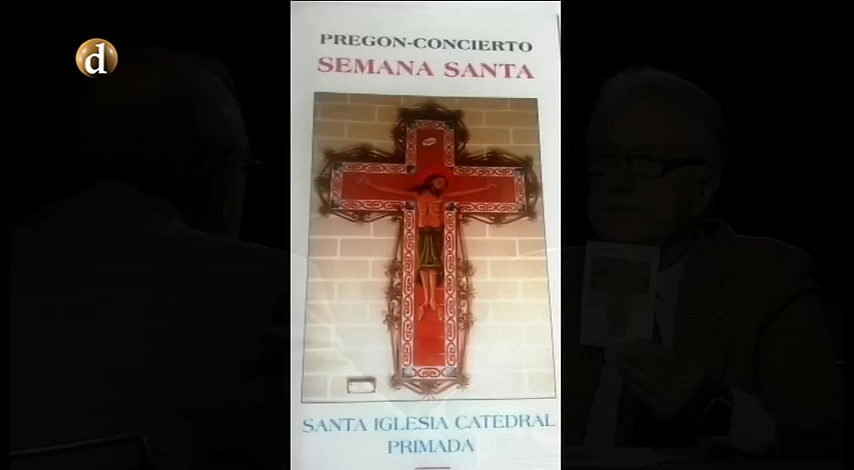 d
PREGON-CONCIERTO
SEMANA SANTA
SANTA IGLESIA CATEDRAL
PRIMADA